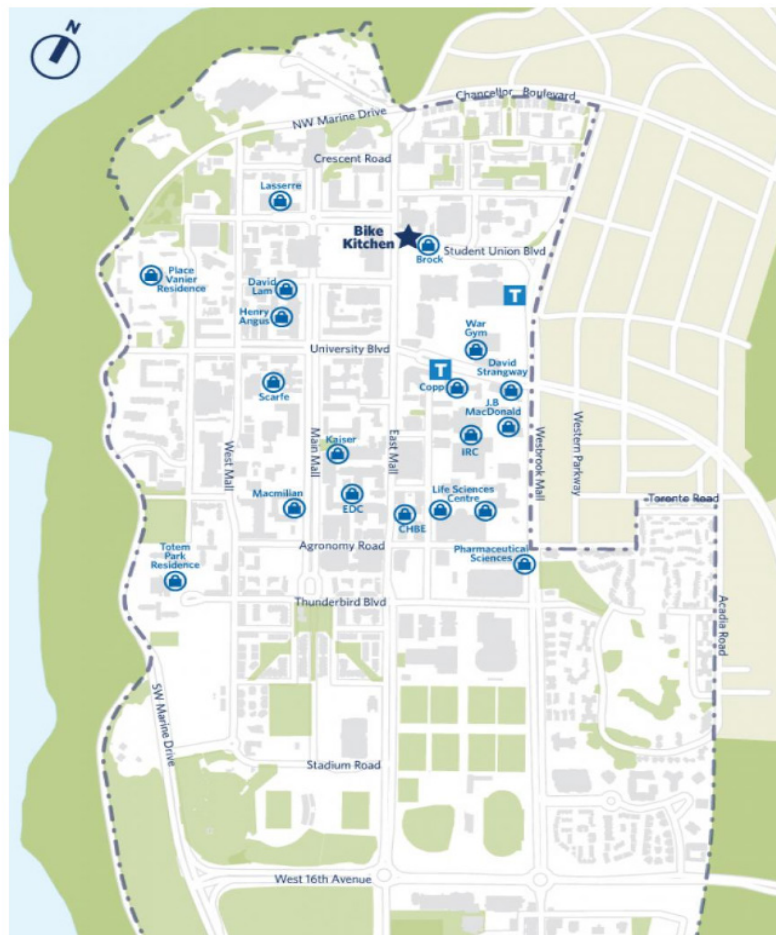 N
Chancellor Boulevard
NW Marine Drive
Crescent Road
Lasserre
Bike
Kitchen
Brock
Student Union Blvd
Place
Vanier
Residence
David
Lam
Henry
Angus
T
War
Gym
University Blvd
David
Strangway
T
Copp
Scarfe
J.B
MacDonald
West Mall
Main Mall
Kaiser
East Mall
IRC
Wesbrook Mall
Western Parkway
Macmilian
EDC
CHBE
Life Sciences
Centre
Toronto Road
Agronomy Road
Totem
Park
Residence
Pharmaceutical
Sciences
Thunderbird Blvd
Acadia Road
SW Marine Drive
Stadium Road
West 16th Avenue